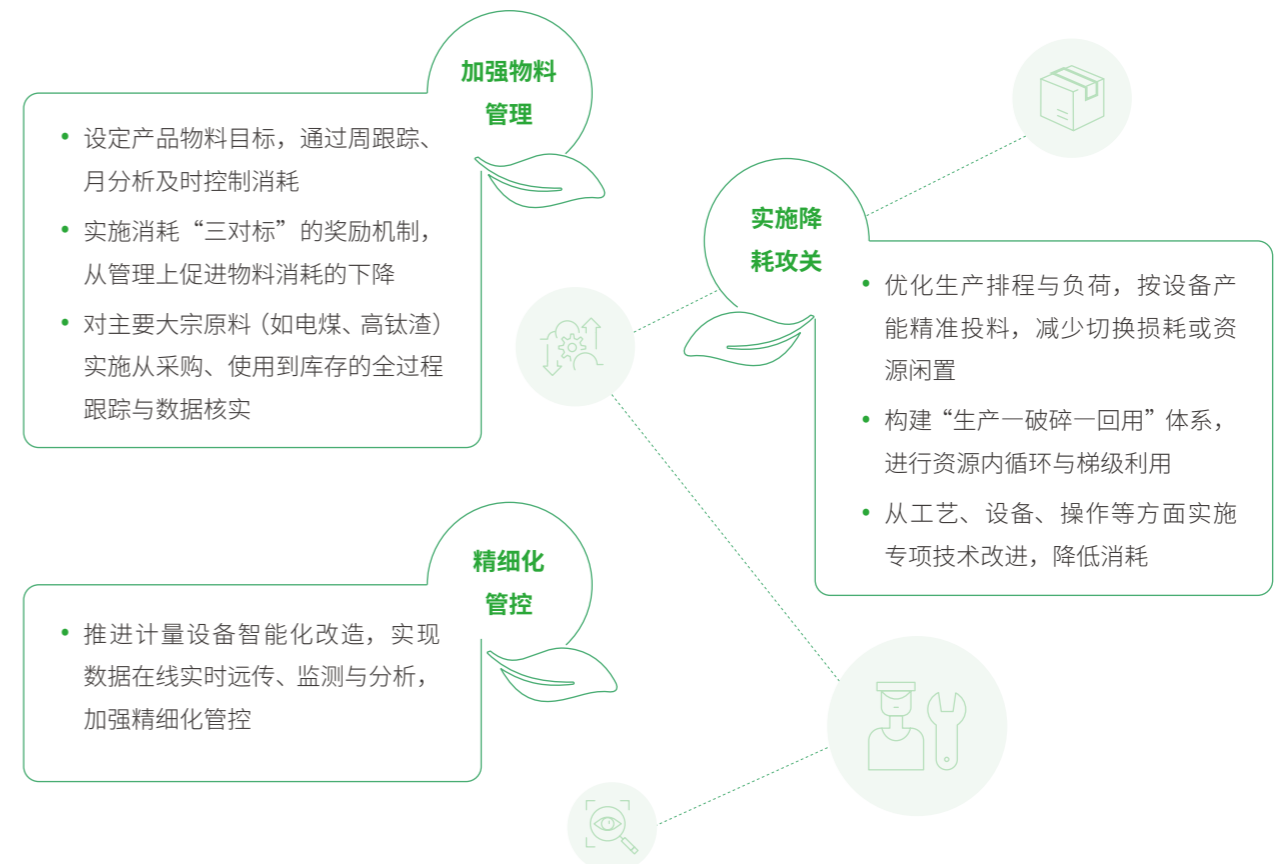 加强物料
管理
• 设定产品物料目标，通过周跟踪、
月分析及时控制消耗
• 实施消耗“三对标”的奖励机制，
从管理上促进物料消耗的下降
• 对主要大宗原料（如电煤、高钛渣）
实施从采购、使用到库存的全过程
跟踪与数据核实
实施降
耗攻关
• 优化生产排程与负荷，按设备产
能精准投料，减少切换损耗或资
源闲置
• 构建“生产—破碎—回用”体系，
进行资源内循环与梯级利用
• 从工艺、设备、操作等方面实施
专项技术改进，降低消耗
精细化
管控
• 推进计量设备智能化改造，实现
数据在线实时远传、监测与分析，
加强精细化管控